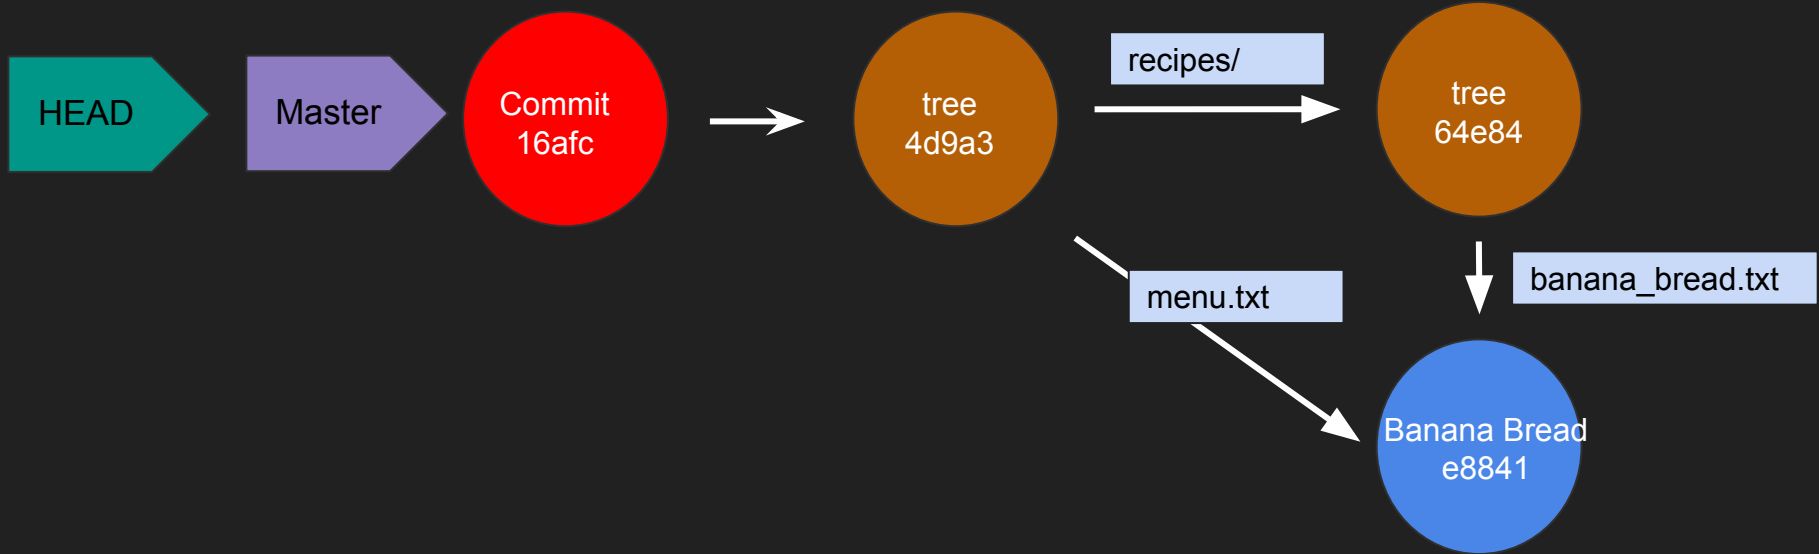 HEAD
Master
Commit
16afc
tree
4d9a3
recipes/
tree
64e84
menu.txt
banana_bread.txt
Banana Bread
e8841